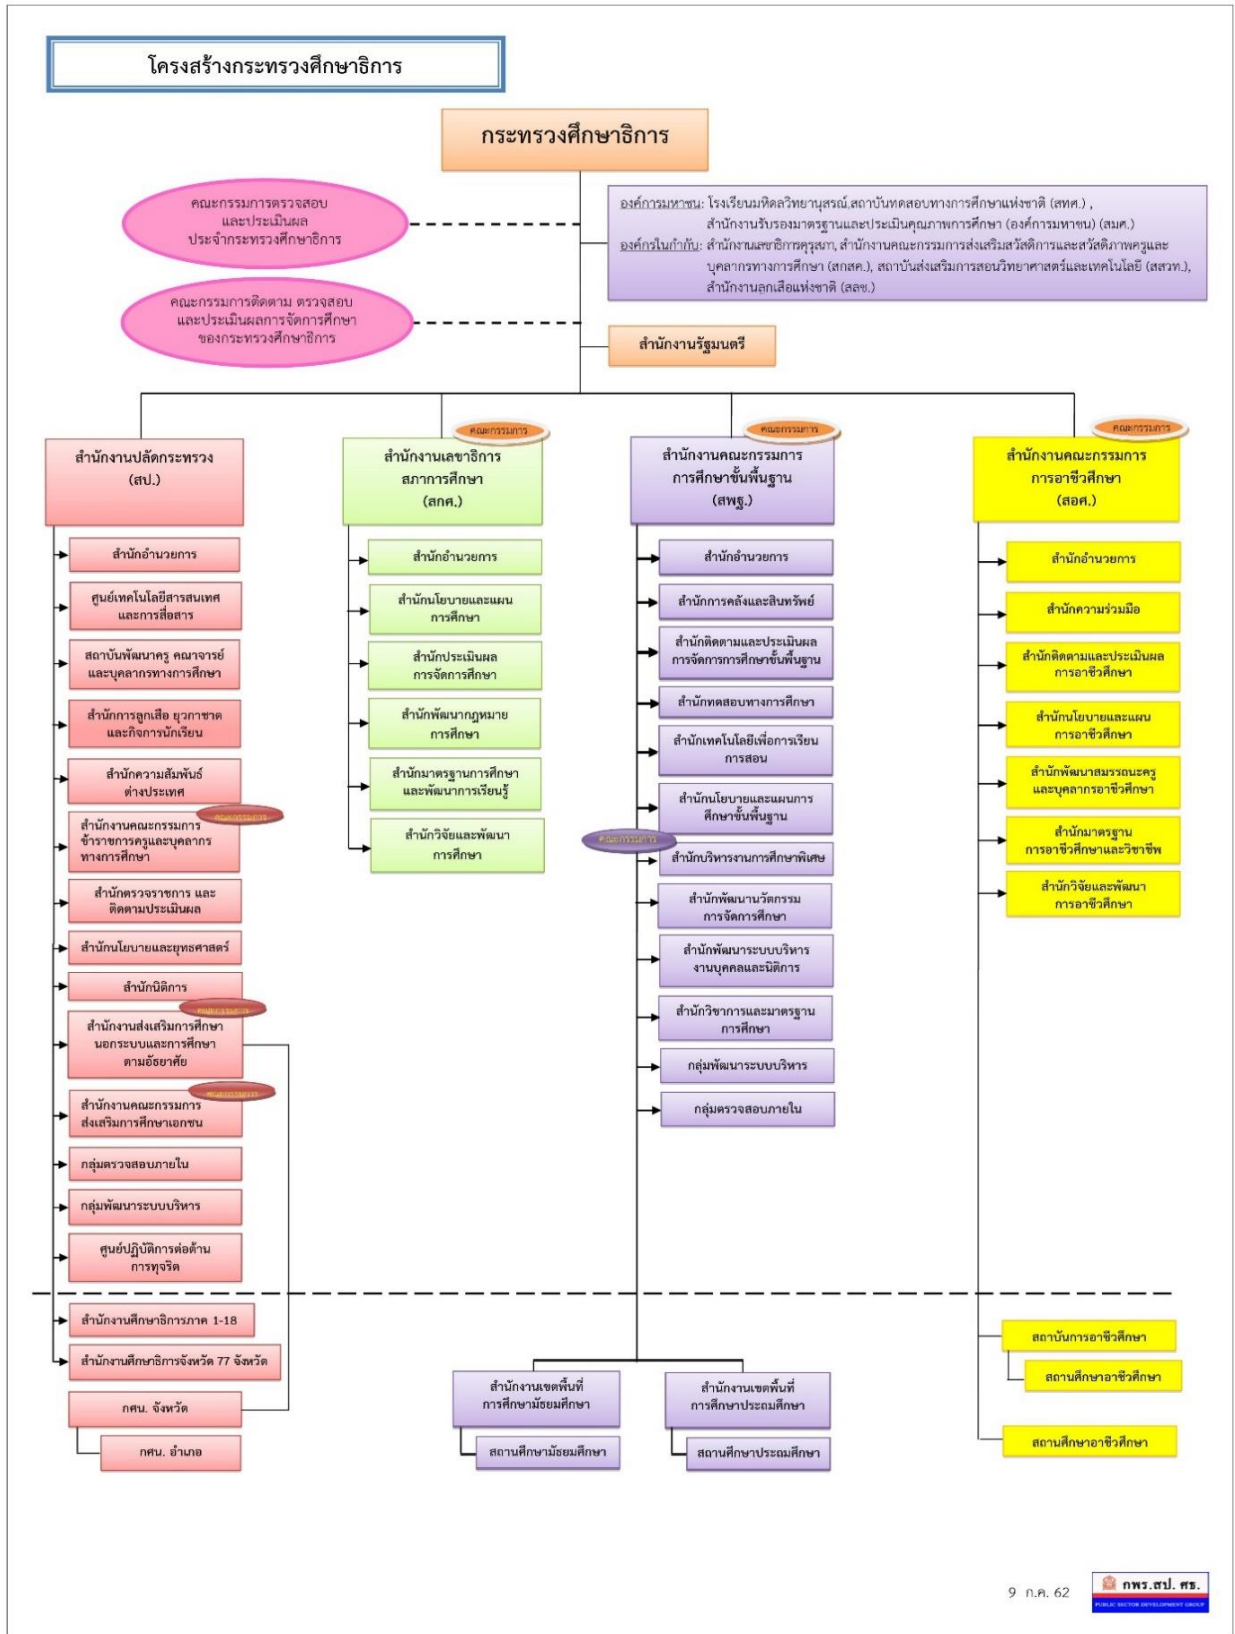 โครงสร้างกระทรวงศึกษาธิการ
กระทรวงศึกษาธิการ
คณะกรรมการตรวจสอบ
และประเมินผล
ประจำกระทรวงศึกษาธิการ
องค์การมหาชน: โรงเรียนมหิดลวิทยานุสรณ์,สถาบันทดสอบทางการศึกษาแห่งชาติ (สทศ.) ,
สำนักงานรับรองมาตรฐานและประเมินคุณภาพการศึกษา (องค์การมหาชน) (สมศ.)
องค์กรในกำกับ: สำนักงานเลขาธิการคุรุสภา, สำนักงานคณะกรรมการส่งเสริมสวัสดิการและสวัสดิภาพครูและ
บุคลากรทางการศึกษา (สกสค.), สถาบันส่งเสริมการสอนวิทยาศาสตร์และเทคโนโลยี (สสวท.),
สำนักงานลูกเสือแห่งชาติ (สลช.)
คณะกรรมการติดตาม ตรวจสอบ
และประเมินผลการจัดการศึกษา
ของกระทรวงศึกษาธิการ
สำนักงานรัฐมนตรี
สำนักงานปลัดกระทรวง
(สป.)
สำนักอำนวยการ
ศูนย์เทคโนโลยีสารสนเทศ
และการสื่อสาร
สถาบันพัฒนาครู คณาจารย์
และบุคลากรทางการศึกษา
สำนักการลูกเสือ ยุวกาชาด
และกิจการนักเรียน
สำนักความสัมพันธ์
ต่างประเทศ
คณะกรรมการ
สำนักงานคณะกรรมการ
ข้าราชการครูและบุคลากร
ทางการศึกษา
สำนักตรวจราชการ และ
ติดตามประเมินผล
สำนักนโยบายและยุทธศาสตร์
สำนักนิติการ
คณะกรรมการ
สำนักงานส่งเสริมการศึกษา
นอกระบบและการศึกษา
ตามอัธยาศัย
คณะกรรมการ
สำนักงานคณะกรรมการ
ส่งเสริมการศึกษาเอกชน
กลุ่มตรวจสอบภายใน
กลุ่มพัฒนาระบบบริหาร
ศูนย์ปฏิบัติการต่อต้าน
การทุจริต
สำนักงานศึกษาธิการภาค 1-18
สำนักงานศึกษาธิการจังหวัด 77 จังหวัด
กศน. จังหวัด
กศน. อำเภอ
คณะกรรมการ
สำนักงานเลขาธิการ
สภาการศึกษา
(สกศ.)
สำนักอำนวยการ
สำนักนโยบายและแผน
การศึกษา
สำนักประเมินผล
การจัดการศึกษา
สำนักพัฒนากฎหมาย
การศึกษา
สำนักมาตรฐานการศึกษา
และพัฒนาการเรียนรู้
สำนักวิจัยและพัฒนา
การศึกษา
คณะกรรมการ
สำนักงานคณะกรรมการ
การศึกษาขั้นพื้นฐาน
(สพฐ.)
สำนักอำนวยการ
สำนักการคลังและสินทรัพย์
สำนักติดตามและประเมินผล
การจัดการการศึกษาขั้นพื้นฐาน
สำนักทดสอบทางการศึกษา
สำนักเทคโนโลยีเพื่อการเรียน
การสอน
สำนักนโยบายและแผนการ
ศึกษาขั้นพื้นฐาน
คณะกรรมการ
สำนักบริหารงานการศึกษาพิเศษ
สำนักพัฒนานวัตกรรม
การจัดการศึกษา
สำนักพัฒนาระบบบริหาร
งานบุคคลและนิติการ
สำนักวิชาการและมาตรฐาน
การศึกษา
กลุ่มพัฒนาระบบบริหาร
กลุ่มตรวจสอบภายใน
สำนักงานเขตพื้นที่
การศึกษามัธยมศึกษา
สถานศึกษามัธยมศึกษา
สำนักงานเขตพื้นที่
การศึกษาประถมศึกษา
สถานศึกษาประถมศึกษา
คณะกรรมการ
สำนักงานคณะกรรมการ
การอาชีวศึกษา
(สอศ.)
สำนักอำนวยการ
สำนักความร่วมมือ
สำนักติดตามและประเมินผล
การอาชีวศึกษา
สำนักนโยบายและแผน
การอาชีวศึกษา
สำนักพัฒนาสมรรถนะครู
และบุคลากรอาชีวศึกษา
สำนักมาตรฐาน
การอาชีวศึกษาและวิชาชีพ
สำนักวิจัยและพัฒนา
การอาชีวศึกษา
สถาบันการอาชีวศึกษา
สถานศึกษาอาชีวศึกษา
สถานศึกษาอาชีวศึกษา
9 ก.ค. 62
กพร.สป. ศธ.
PUBLIC SECTOR DEVELOPMENT GROUP